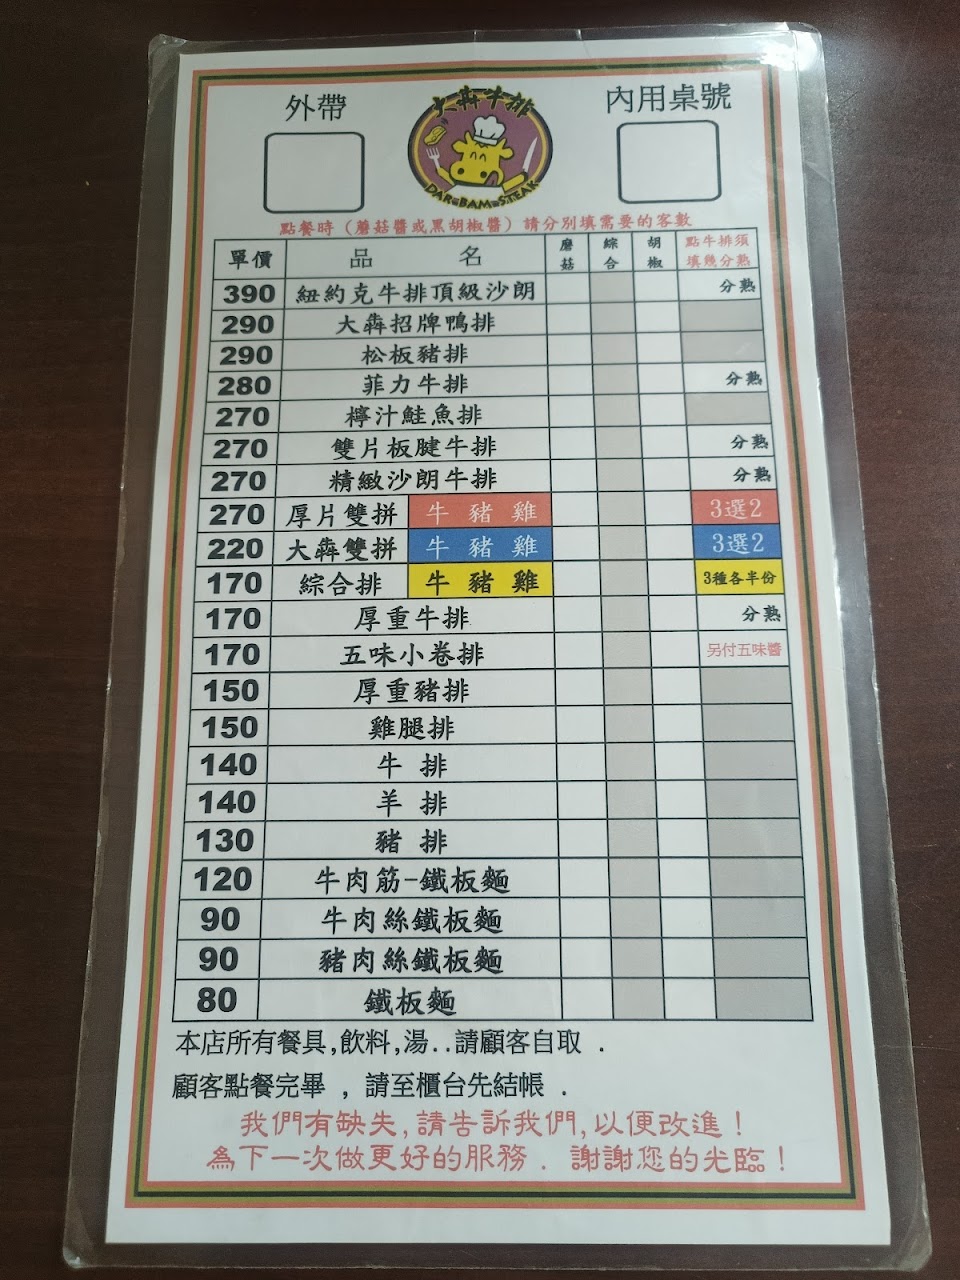 外帶
大犇牛排
DAR BAM STEAK
內用桌號
點餐時（蘑菇醬或黑胡椒醬）請分別填需要的客數
單價 品 名 蘑菇 綜合 胡椒 點牛排須填幾分熟
390 紐約克牛排頂級沙朗 分熟
290 大犇招牌鴨排
290 松板豬排
280 菲力牛排 分熟
270 檸汁鮭魚排
270 雙片板腱牛排 分熟
270 精緻沙朗牛排 分熟
270 厚片雙拼 牛 豬 雞 3選2
220 大犇雙拼 牛 豬 雞 3選2
170 綜合排 牛 豬 雞 3種各半份
170 厚重牛排 分熟
170 五味小卷排 另付五味醬
150 厚重豬排
150 雞腿排
140 牛 排
140 羊 排
130 豬 排
120 牛肉筋-鐵板麵
90 牛肉絲鐵板麵
90 豬肉絲鐵板麵
80 鐵板麵
本店所有餐具,飲料,湯..請顧客自取 .
顧客點餐完畢 , 請至櫃台先結帳 .
我們有缺失,請告訴我們,以便改進!
為下一次做更好的服務 . 謝謝您的光臨!